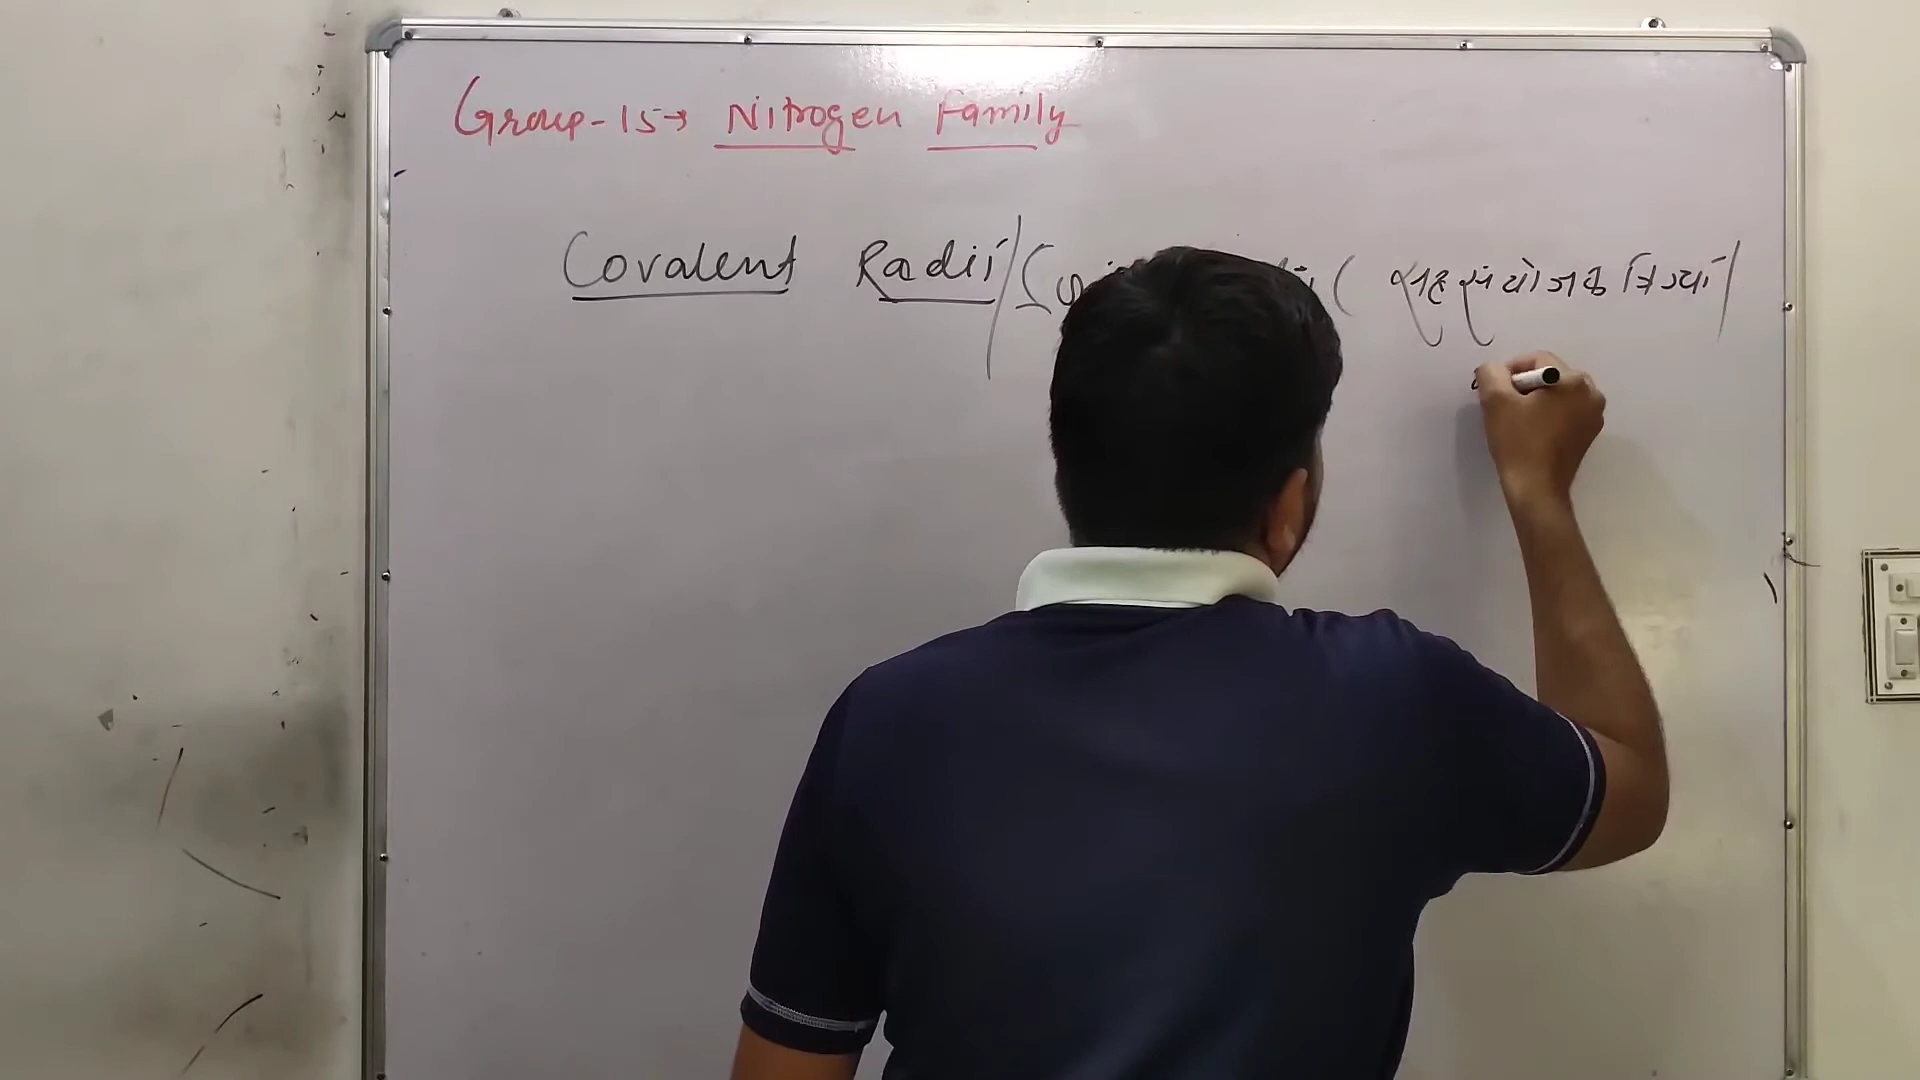 Group-15→ Nitrogen Family
Covalent Radii / ( सहसंयोजक त्रिज्या /